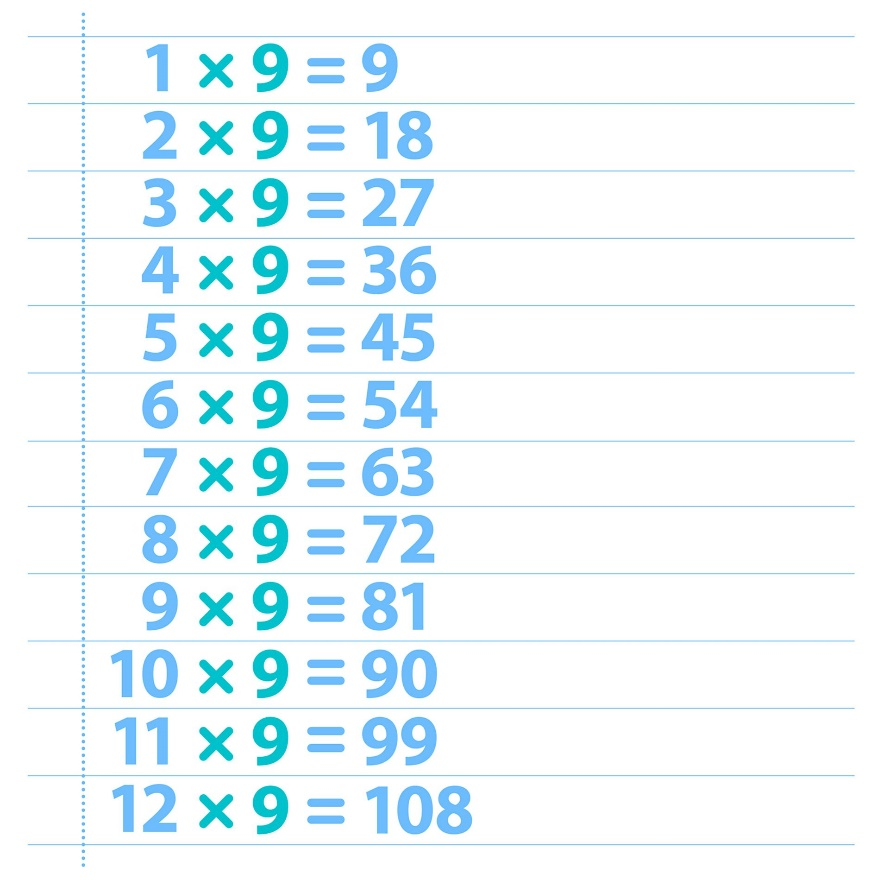 1 × 9 = 9
2 × 9 = 18
3 × 9 = 27
4 × 9 = 36
5 × 9 = 45
6 × 9 = 54
7 × 9 = 63
8 × 9 = 72
9 × 9 = 81
10 × 9 = 90
11 × 9 = 99
12 × 9 = 108